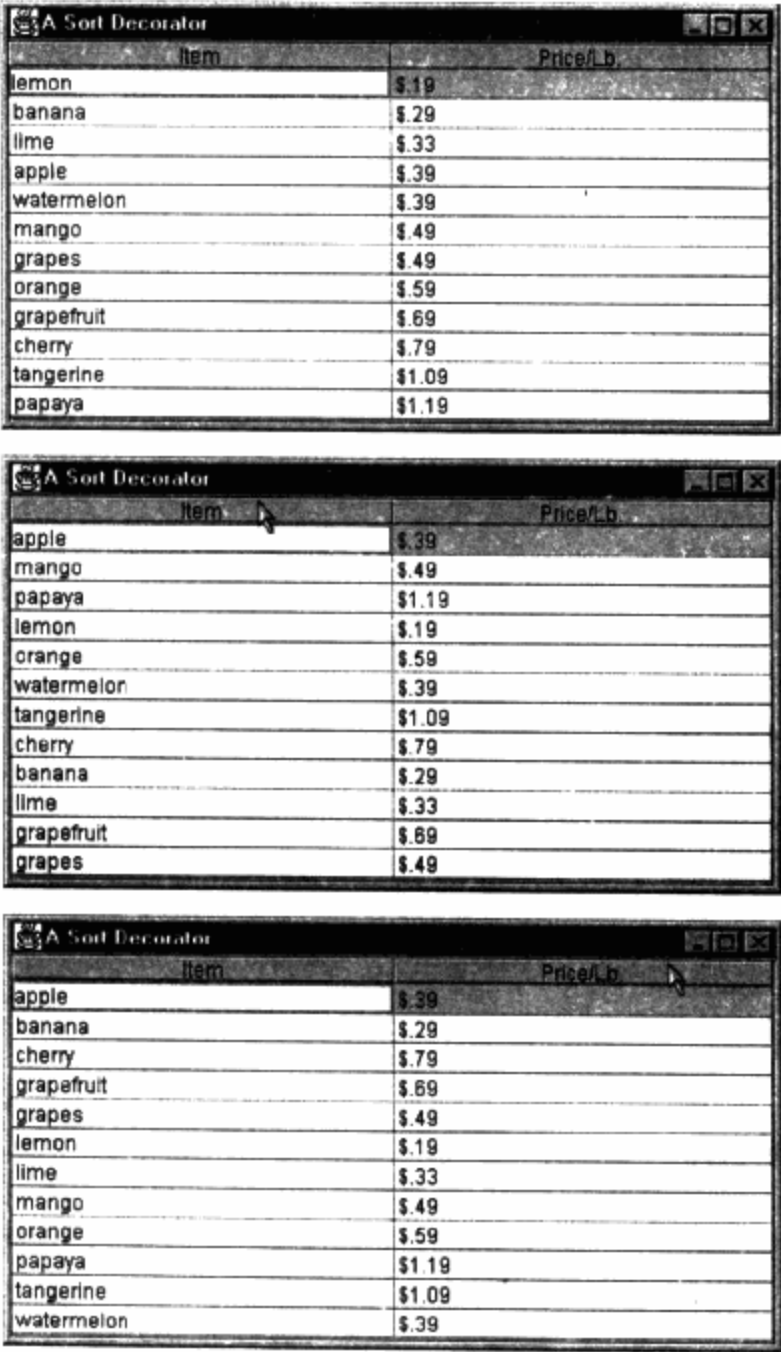 A Sort Decorator
Item Price/Lb.
lemon $.19
banana $.29
lime $.33
apple $.39
watermelon $.39
mango $.49
grapes $.49
orange $.59
grapefruit $.69
cherry $.79
tangerine $1.09
papaya $1.19
A Sort Decorator
Item Price/Lb.
apple $.39
mango $.49
papaya $1.19
lemon $.19
orange $.59
watermelon $.39
tangerine $1.09
cherry $.79
banana $.29
lime $.33
grapefruit $.69
grapes $.49
A Sort Decorator
Item Price/Lb.
apple $.39
banana $.29
cherry $.79
grapefruit $.69
grapes $.49
lemon $.19
lime $.33
mango $.49
orange $.59
papaya $1.19
tangerine $1.09
watermelon $.39